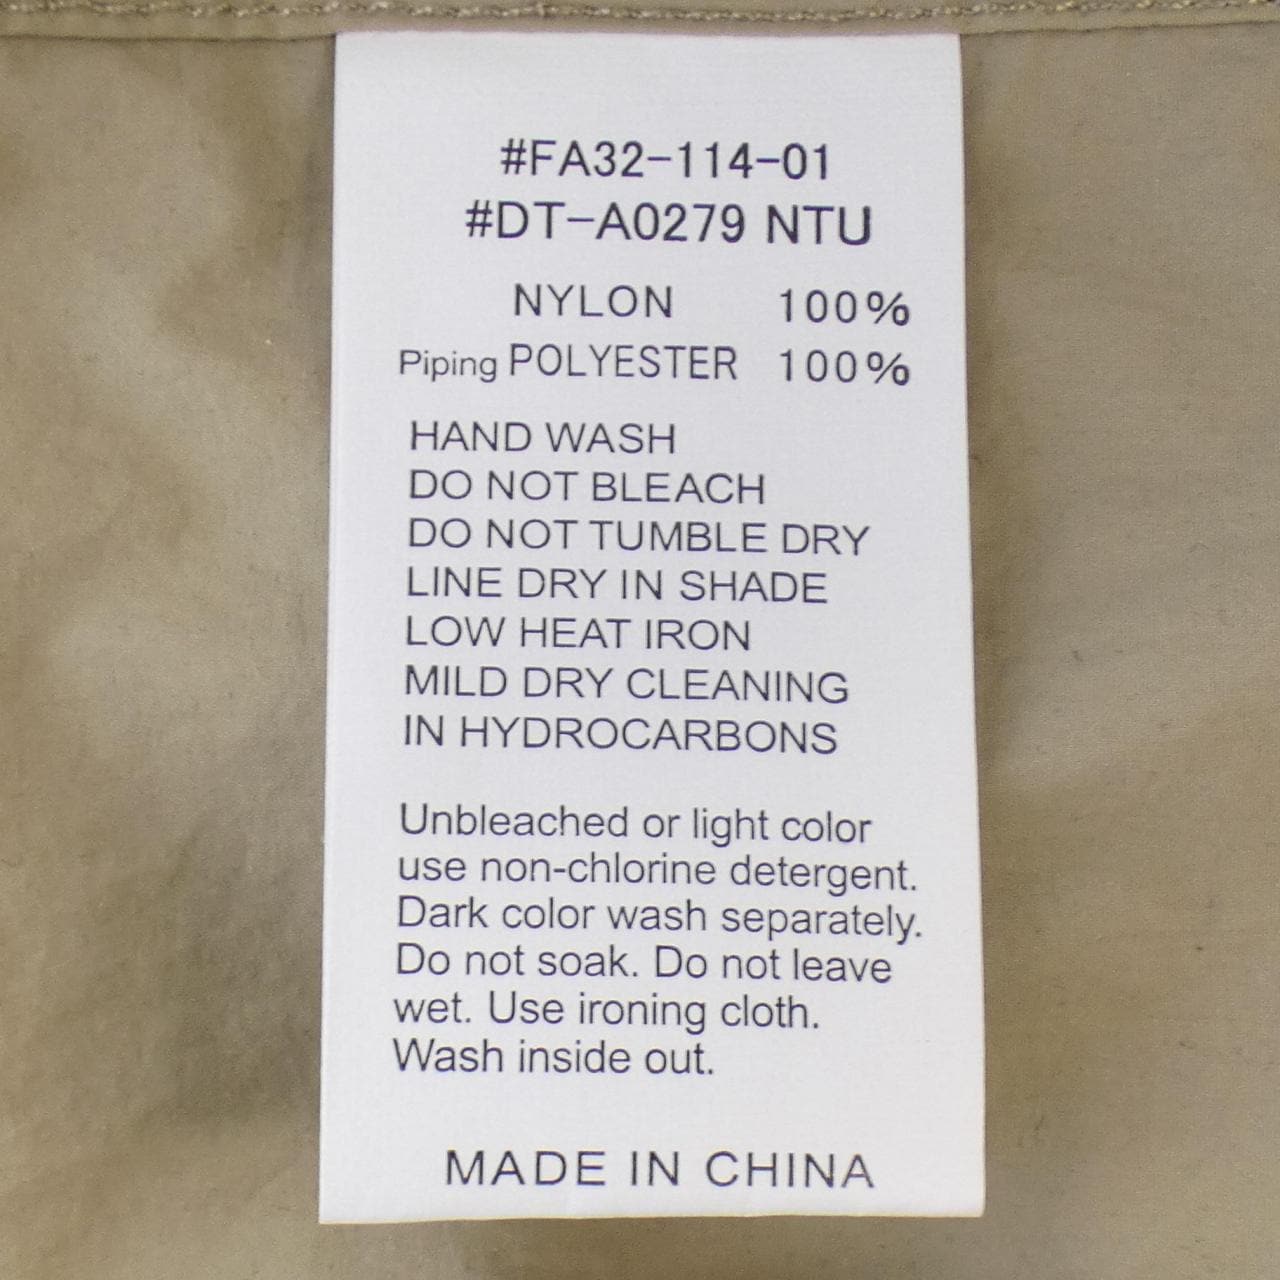 #FA32-114-01
#DT-A0279 NTU
NYLON 100%
Piping POLYESTER 100%
HAND WASH
DO NOT BLEACH
DO NOT TUMBLE DRY
LINE DRY IN SHADE
LOW HEAT IRON
MILD DRY CLEANING
IN HYDROCARBONS
Unbleached or light color
use non-chlorine detergent.
Dark color wash separately.
Do not soak. Do not leave
wet. Use ironing cloth.
Wash inside out.
MADE IN CHINA